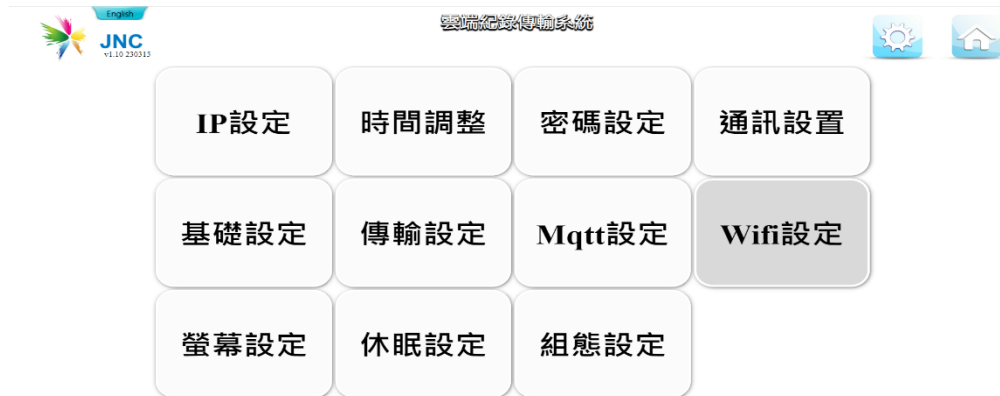 English
雲端紀錄傳輸系統
JNC
v1.10 230315
IP設定
時間調整
密碼設定
通訊設置
基礎設定
傳輸設定
Mqtt設定
Wifi設定
螢幕設定
休眠設定
組態設定